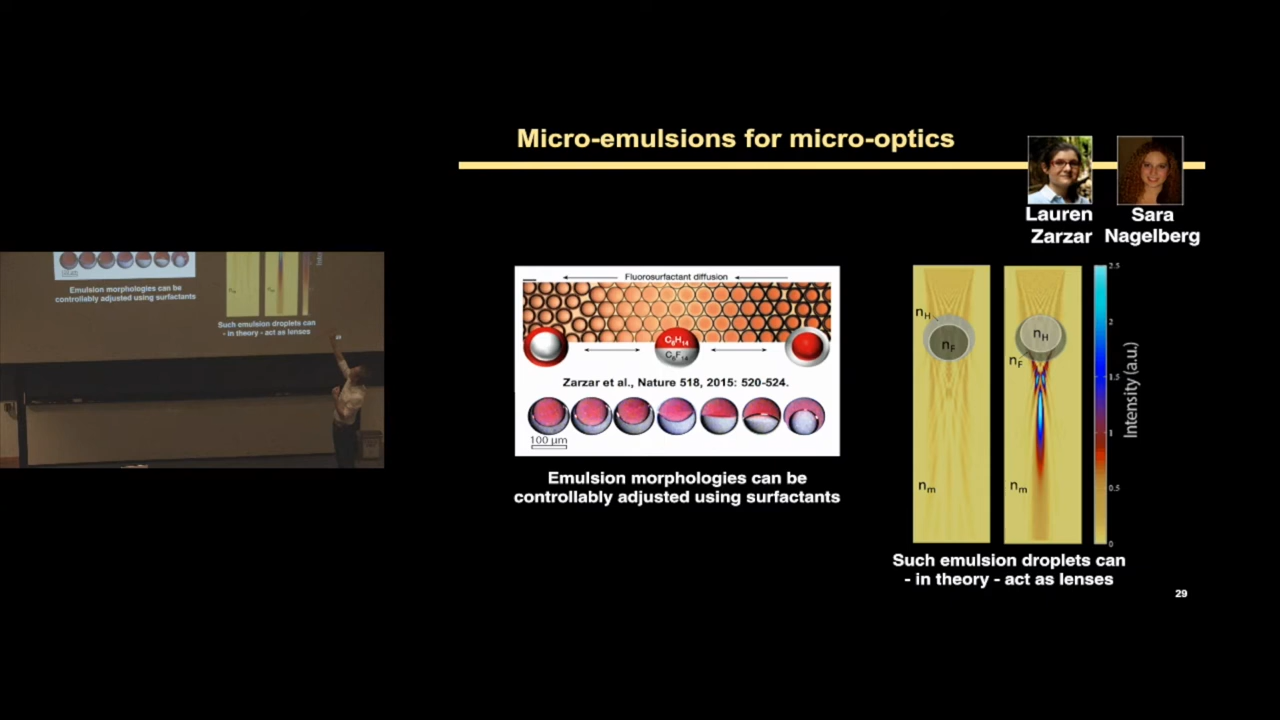 Micro-emulsions for micro-optics
Lauren
Zarzar
Sara
Nagelberg
Fluorosurfactant diffusion
C6H14
C6F14
Zarzar et al., Nature 518, 2015: 520-524.
100 µm
Emulsion morphologies can be
controllably adjusted using surfactants
nH
nF
nm
nH
nF
nm
2.5
2
1.5
1
0.5
0
Intensity (a.u.)
Such emulsion droplets can
- in theory - act as lenses
29
Emulsion morphologies can be
controllably adjusted using surfactants
Such emulsion droplets can
- in theory - act as lenses